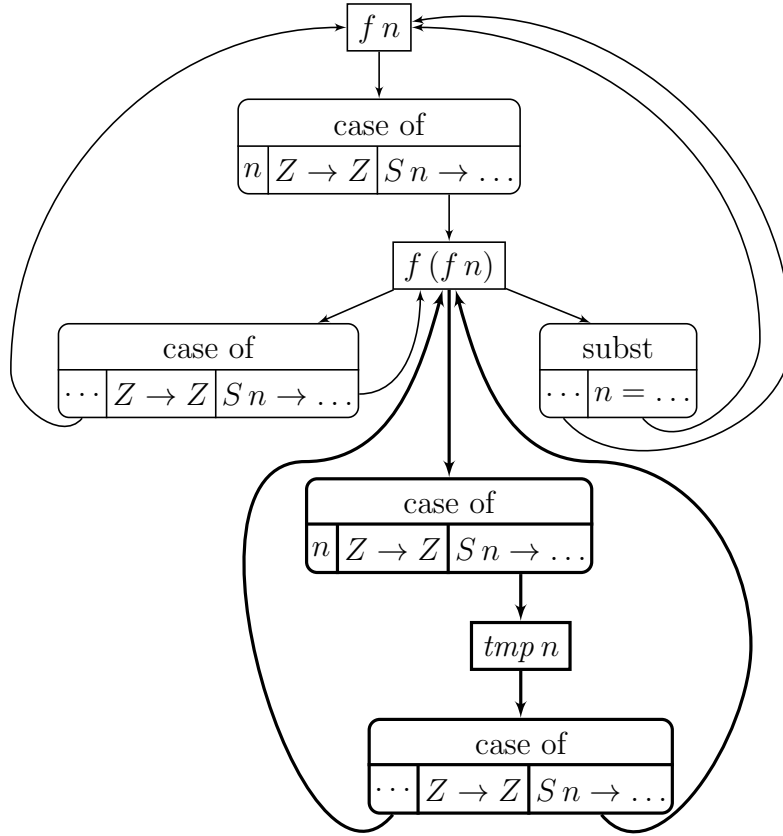 f n
case of
n Z → Z S n → …
f (f n)
case of
⋯ Z → Z S n → …
subst
⋯ n = …
case of
n Z → Z S n → …
tmp n
case of
⋯ Z → Z S n → …